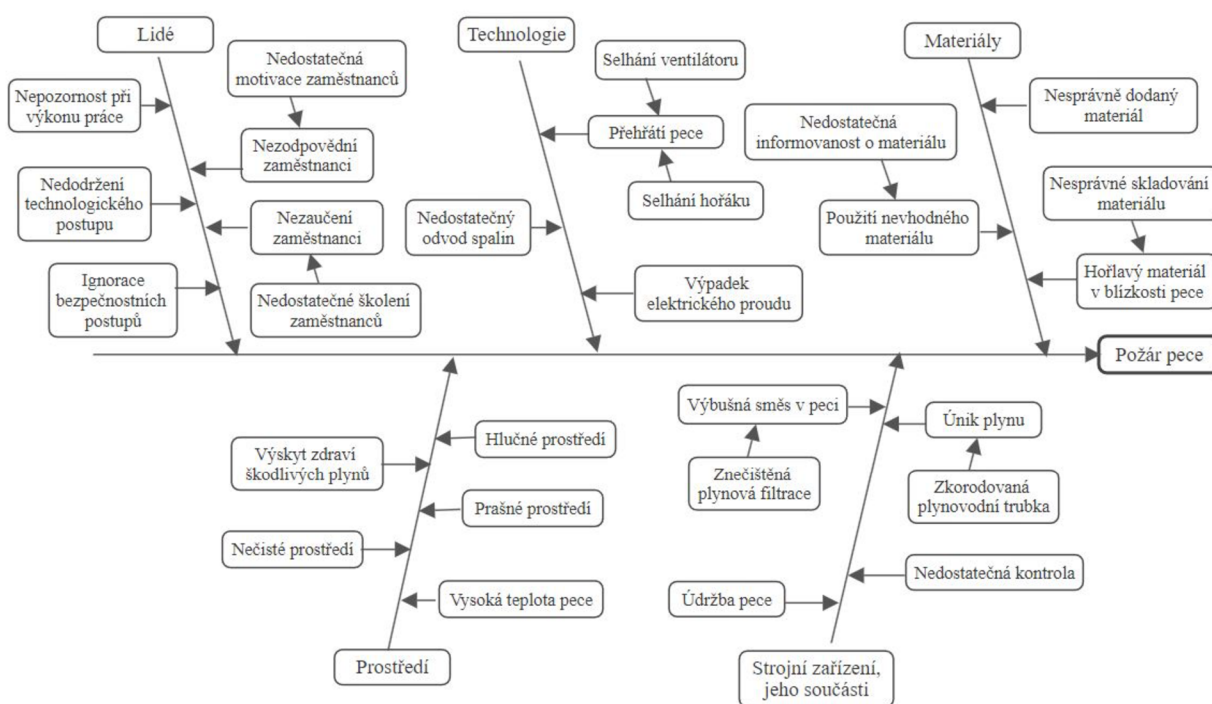 Lidé
Nedostatečná
motivace zaměstnanců
Nepozornost při
výkonu práce
Nezodpovědní
zaměstnanci
Nedodržení
technologického
postupu
Nezaučení
zaměstnanci
Ignorace
bezpečnostních
postupů
Nedostatečné školení
zaměstnanců
Technologie
Selhání ventilátoru
Přehřátí pece
Selhání hořáku
Nedostatečný
odvod spalin
Výpadek
elektrického proudu
Materiály
Nesprávně dodaný
materiál
Nedostatečná
informovanost o materiálu
Použití nevhodného
materiálu
Nesprávné skladování
materiálu
Hořlavý materiál
v blízkosti pece
Požár pece
Hlučné prostředí
Výskyt zdraví
škodlivých plynů
Prašné prostředí
Nečisté prostředí
Vysoká teplota pece
Prostředí
Výbušná směs v peci
Znečištěná
plynová filtrace
Únik plynu
Zkorodovaná
plynovodní trubka
Nedostatečná kontrola
Údržba pece
Strojní zařízení,
jeho součásti